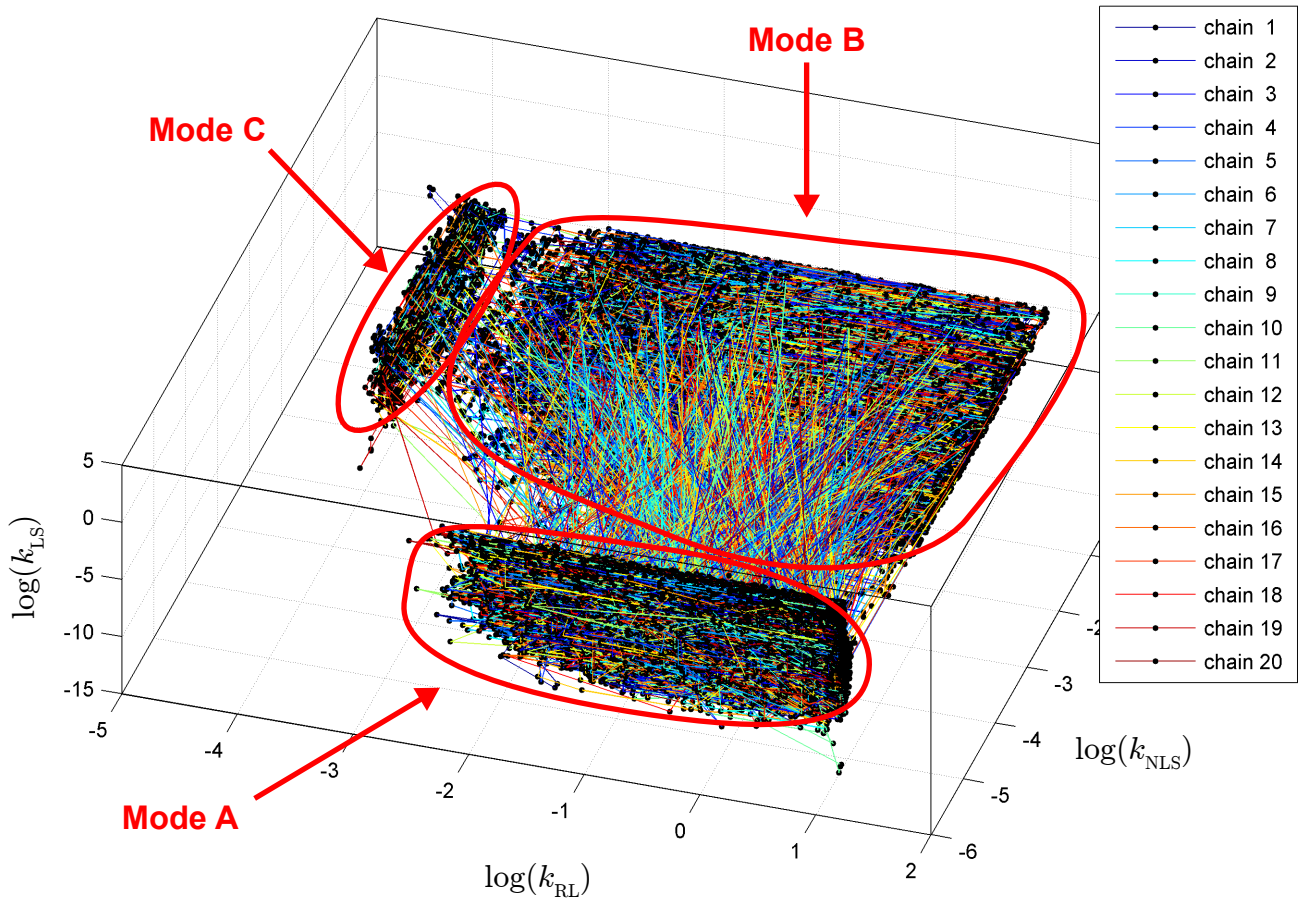 Mode B
Mode C
Mode A
chain 1
chain 2
chain 3
chain 4
chain 5
chain 6
chain 7
chain 8
chain 9
chain 10
chain 11
chain 12
chain 13
chain 14
chain 15
chain 16
chain 17
chain 18
chain 19
chain 20
5
0
-5
-10
-15
log(k_LS)
-5
-4
-3
-2
-1
0
1
2
log(k_RL)
-6
-5
-4
-3
-2
log(k_NLS)